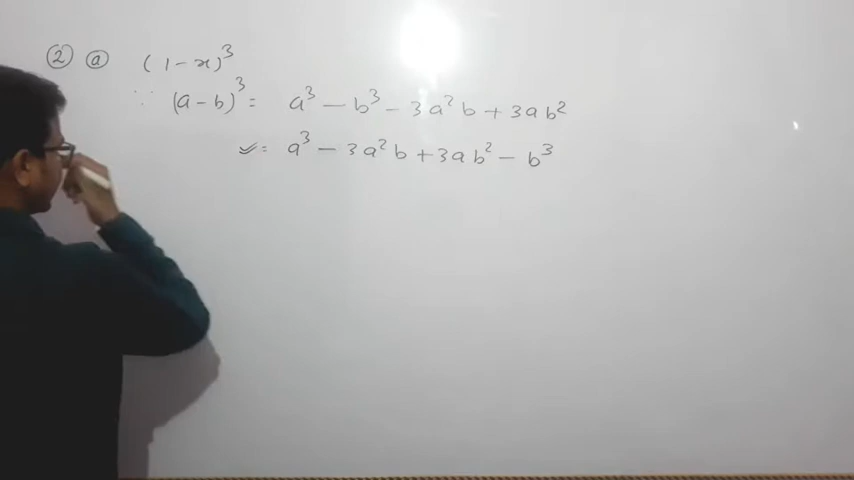 ② ⓐ (1 - x)³
∵ (a - b)³ = a³ - b³ - 3a²b + 3ab²
= a³ - 3a²b + 3ab² - b³